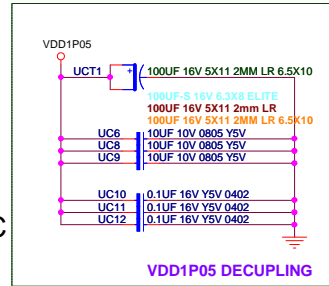 VDD1P05
UCT1 + 100UF 16V 5X11 2MM LR 6.5X10
100UF-S 16V 6.3X8 ELITE
100UF 16V 5X11 2mm LR
100UF 16V 5X11 2MM LR 6.5X10
UC6 10UF 10V 0805 Y5V
UC8 10UF 10V 0805 Y5V
UC9 10UF 10V 0805 Y5V
UC10 0.1UF 16V Y5V 0402
UC11 0.1UF 16V Y5V 0402
UC12 0.1UF 16V Y5V 0402
C
VDD1P05 DECUPLING